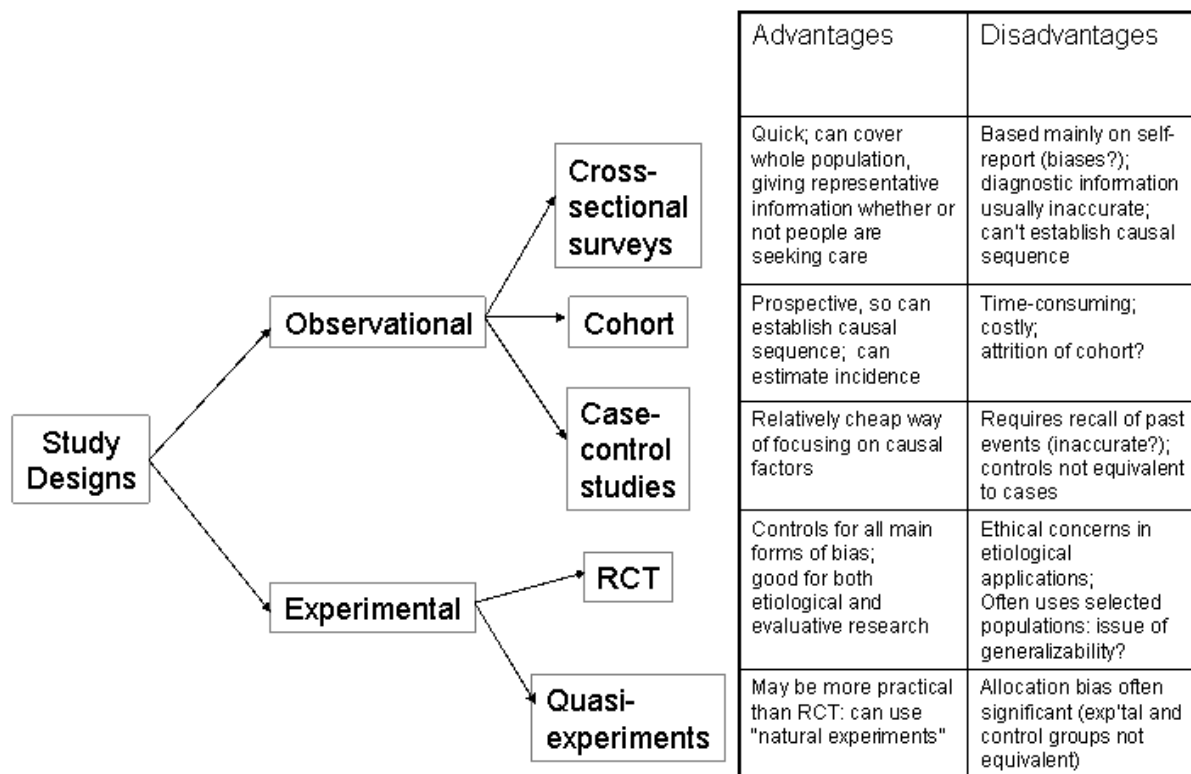 Advantages
Disadvantages
Cross-
sectional
surveys
Quick; can cover
whole population,
giving representative
information whether or
not people are
seeking care
Based mainly on self-
report (biases?);
diagnostic information
usually inaccurate;
can't establish causal
sequence
Observational
Cohort
Prospective, so can
establish causal
sequence; can
estimate incidence
Time-consuming;
costly;
attrition of cohort?
Case-
control
studies
Relatively cheap way
of focusing on causal
factors
Requires recall of past
events (inaccurate?);
controls not equivalent
to cases
Study
Designs
Experimental
RCT
Controls for all main
forms of bias;
good for both
etiological and
evaluative research
Ethical concerns in
etiological
applications;
Often uses selected
populations: issue of
generalizability?
Quasi-
experiments
May be more practical
than RCT: can use
"natural experiments"
Allocation bias often
significant (exp'tal and
control groups not
equivalent)